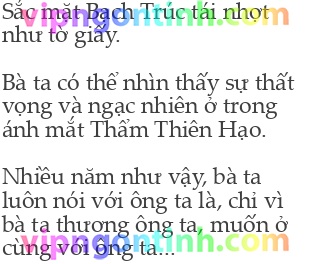 Sắc mặt Bạch Trúc tái nhợt
như tờ giấy.
Bà ta có thể nhìn thấy sự thất
vọng và ngạc nhiên ở trong
ánh mắt Thẩm Thiên Hạo.
Nhiều năm như vậy, bà ta
luôn nói với ông ta là, chỉ vì
bà ta thương ông ta, muốn ở
cùng với ông ta...
vipngontinh.com
vipngontinh.com
vipngontinh.com